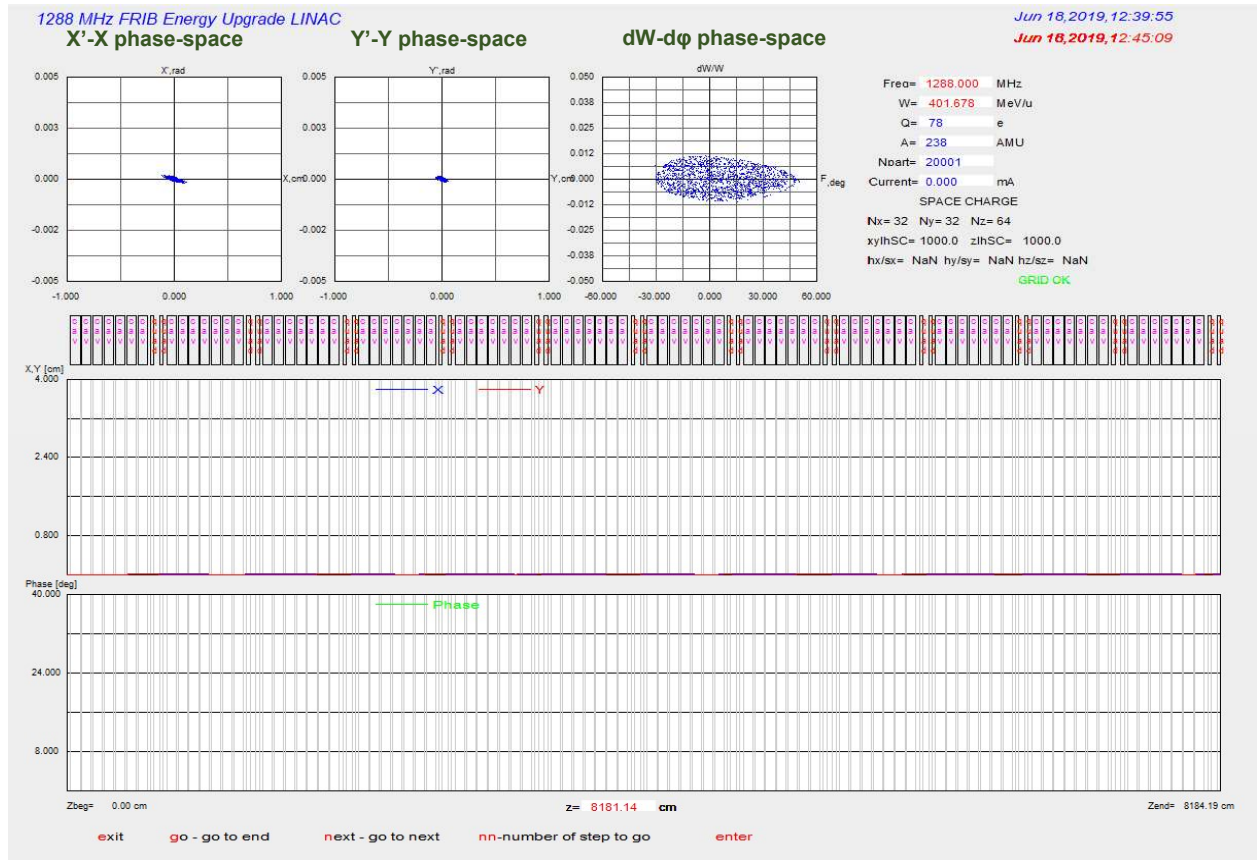 1288 MHz FRIB Energy Upgrade LINAC
Jun 18,2019,12:39:55
Jun 18,2019,12:45:09
X'-X phase-space
Y'-Y phase-space
dW-dφ phase-space
X',rad
Y',rad
dW/W
0.005
0.003
0.000
-0.002
-0.005
-1.000 0.000 1.000
X,cm
0.005
0.003
0.000
-0.002
-0.005
-1.000 0.000 1.000
Y,cm
0.050
0.038
0.025
0.012
0.000
-0.012
-0.025
-0.038
-0.050
-60.000 -30.000 0.000 30.000 60.000
F,deg
Freq= 1288.000 MHz
W= 401.678 MeV/u
Q= 78 e
A= 238 AMU
Npart= 20001
Current= 0.000 mA
SPACE CHARGE
Nx= 32 Ny= 32 Nz= 64
xylhSC= 1000.0 zlhSC= 1000.0
hx/sx= NaN hy/sy= NaN hz/sz= NaN
GRID OK
X,Y [cm]
4.000
2.400
0.800
X
Y
Phase [deg]
40.000
24.000
8.000
Phase
Zbeg= 0.00 cm
z= 8181.14 cm
Zend= 8184.19 cm
exit go - go to end next - go to next nn-number of step to go enter